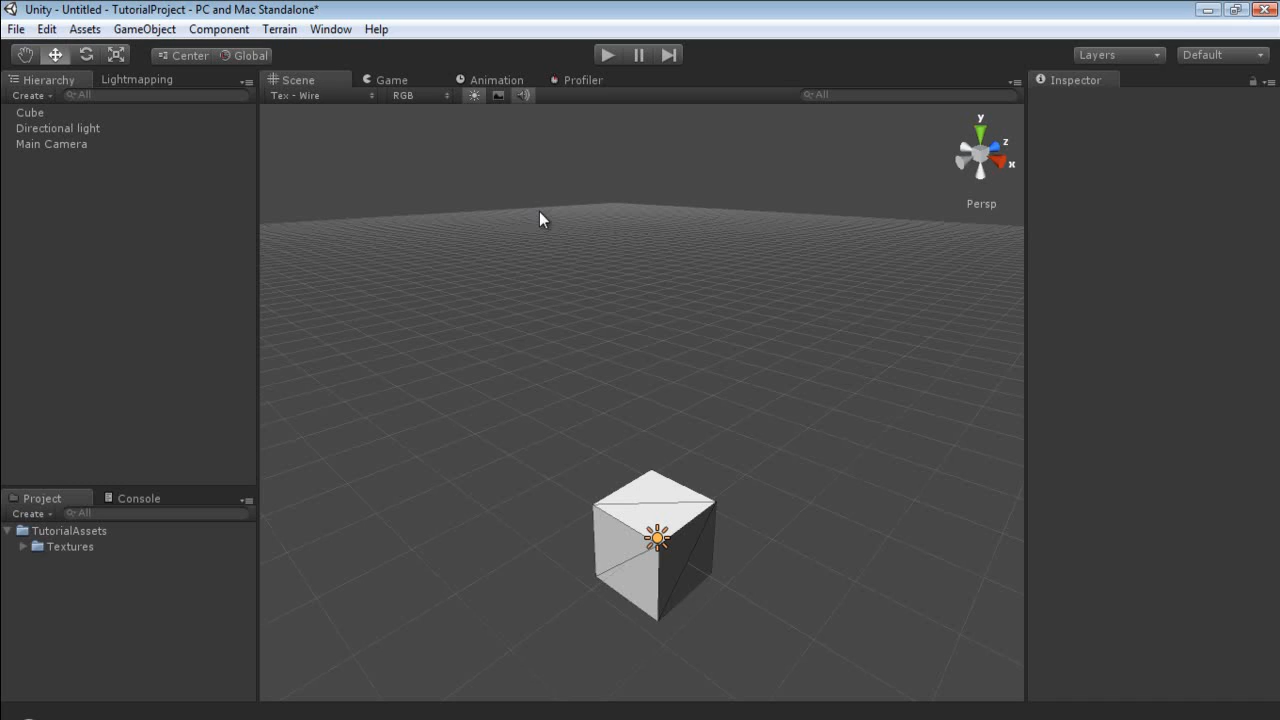 Unity - Untitled - TutorialProject - PC and Mac Standalone*
File Edit Assets GameObject Component Terrain Window Help
Center Global Layers Default
Hierarchy Lightmapping Scene Game Animation Profiler Inspector
Create All Tex - Wire RGB All
Cube
Directional light
Main Camera
y
z
x
Persp
Project Console
Create All
TutorialAssets
Textures